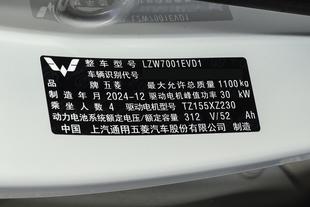 整车型号 LZW7001EVD1
车辆识别代号
品牌 五菱 最大允许总质量 1100kg
制造年月 2024-12 驱动电机峰值功率 30 kW
乘坐人数 4 驱动电机型号 TZ155XZ230
动力电池系统额定电压/额定容量 312 V/52 Ah
中国 上汽通用五菱汽车股份有限公司 制造